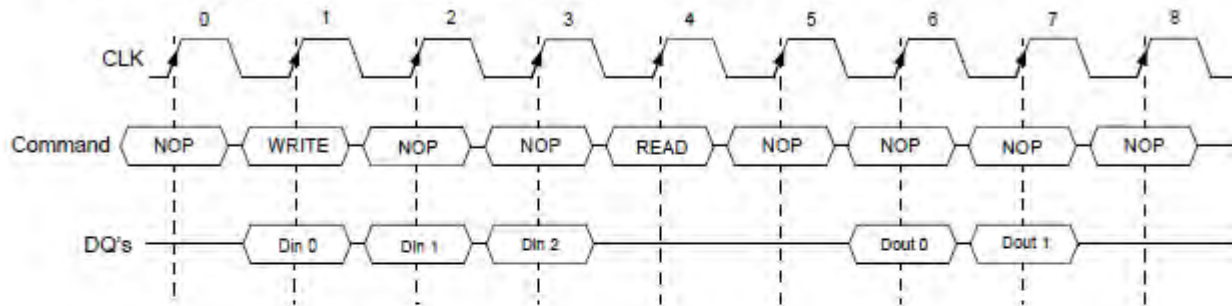 0 1 2 3 4 5 6 7 8
CLK
Command NOP WRITE NOP NOP READ NOP NOP NOP NOP
DQ's Din 0 Din 1 Din 2 Dout 0 Dout 1